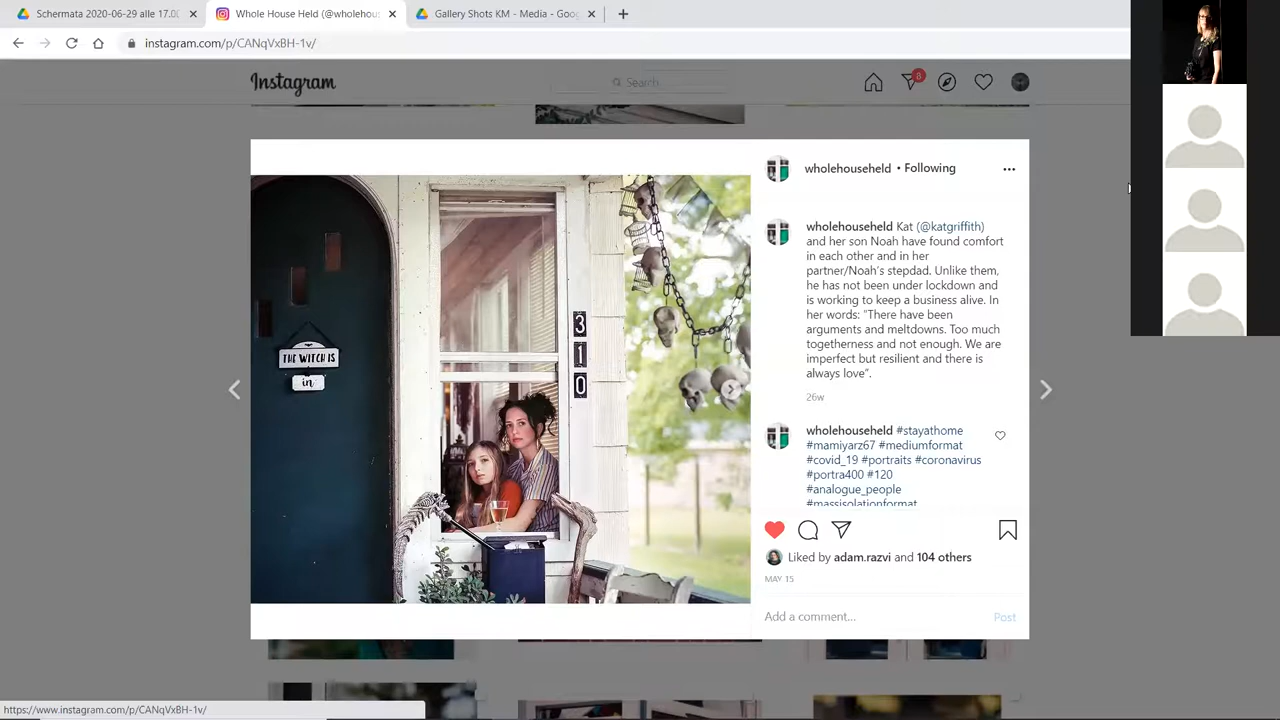 Schermata 2020-06-29 alle 17.00
Whole House Held (@wholehous
Gallery Shots KM - Media - Goog
instagram.com/p/CANqVxBH-1v/
Instagram
Search
8
wholehouseheld • Following
wholehouseheld Kat (@katgriffith)
and her son Noah have found comfort
in each other and in her
partner/Noah's stepdad. Unlike them,
he has not been under lockdown and
is working to keep a business alive. In
her words: "There have been
arguments and meltdowns. Too much
togetherness and not enough. We are
imperfect but resilient and there is
always love".
26w
wholehouseheld #stayathome
#mamiyarz67 #mediumformat
#covid_19 #portraits #coronavirus
#portra400 #120
#analogue_people
#massisolationformat
Liked by adam.razvi and 104 others
MAY 15
Add a comment...
Post
THE WITCH IS
in
3
1
0
https://www.instagram.com/p/CANqVxBH-1v/